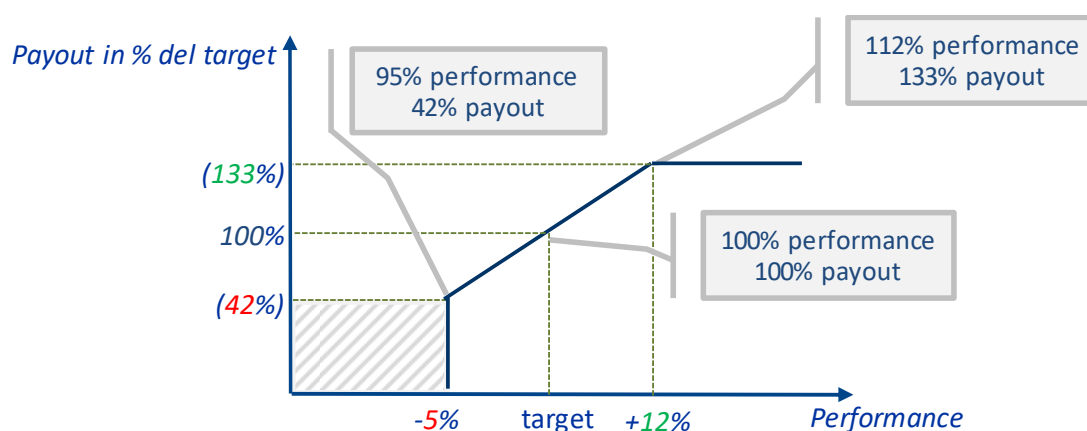 Payout in % del target
95% performance
42% payout
112% performance
133% payout
(133%)
100%
100% performance
100% payout
(42%)
-5%
target
+12%
Performance